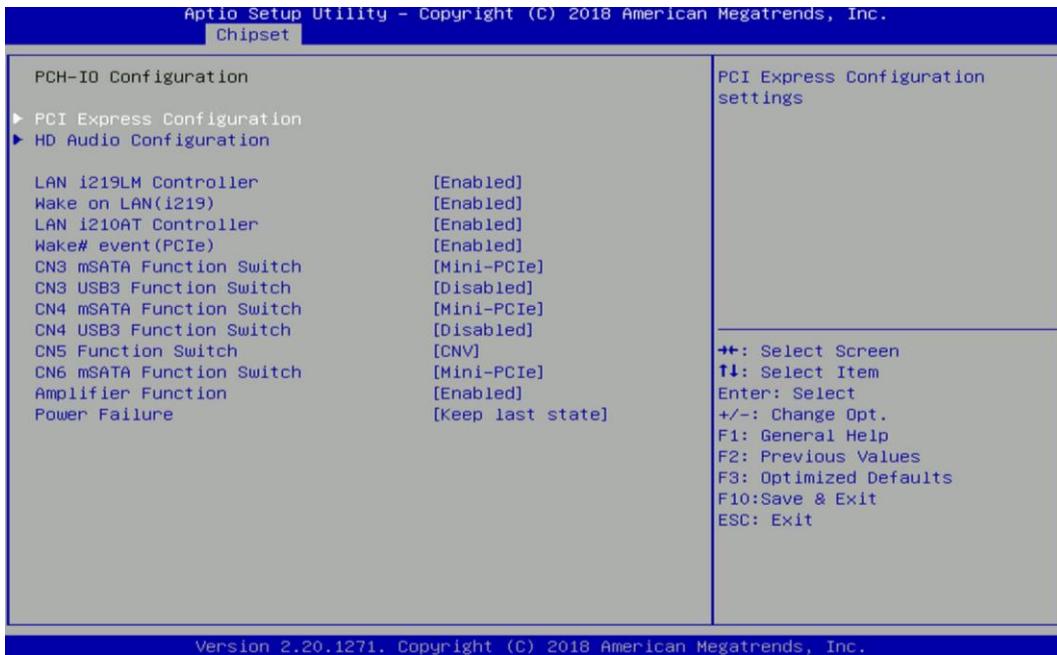 Aptio Setup Utility – Copyright (C) 2018 American Megatrends, Inc.
Chipset
PCH-IO Configuration
PCI Express Configuration
HD Audio Configuration
LAN i219LM Controller [Enabled]
Wake on LAN(i219) [Enabled]
LAN i210AT Controller [Enabled]
Wake# event(PCIe) [Enabled]
CN3 mSATA Function Switch [Mini-PCIe]
CN3 USB3 Function Switch [Disabled]
CN4 mSATA Function Switch [Mini-PCIe]
CN4 USB3 Function Switch [Disabled]
CN5 Function Switch [CNV]
CN6 mSATA Function Switch [Mini-PCIe]
Amplifier Function [Enabled]
Power Failure [Keep last state]
PCI Express Configuration
settings
→←: Select Screen
↑↓: Select Item
Enter: Select
+/-: Change Opt.
F1: General Help
F2: Previous Values
F3: Optimized Defaults
F10:Save & Exit
ESC: Exit
Version 2.20.1271. Copyright (C) 2018 American Megatrends, Inc.